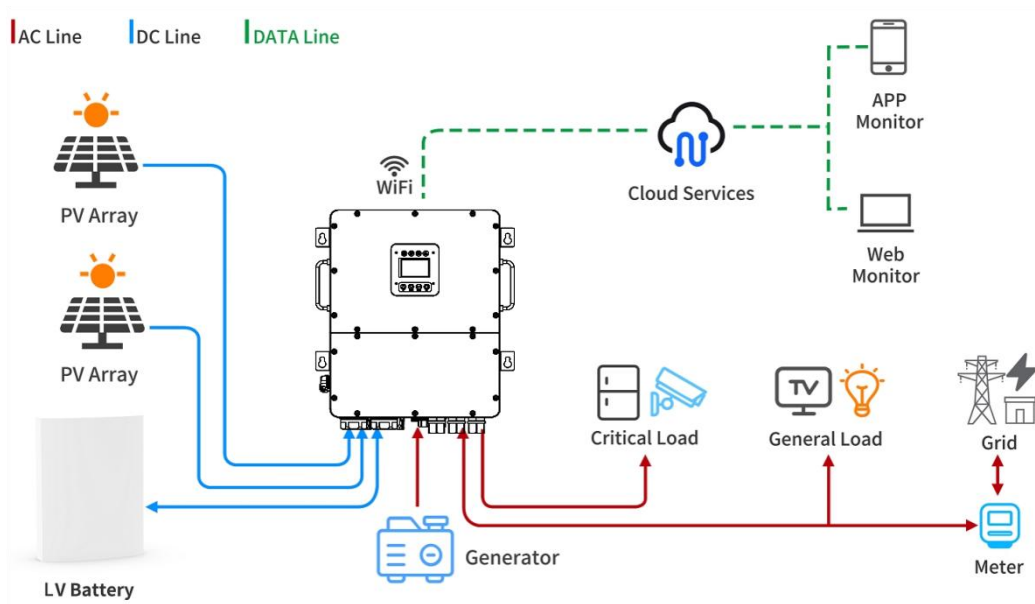 AC Line
DC Line
DATA Line
PV Array
PV Array
LV Battery
WiFi
Cloud Services
APP
Monitor
Web
Monitor
Critical Load
TV
General Load
Grid
Generator
Meter